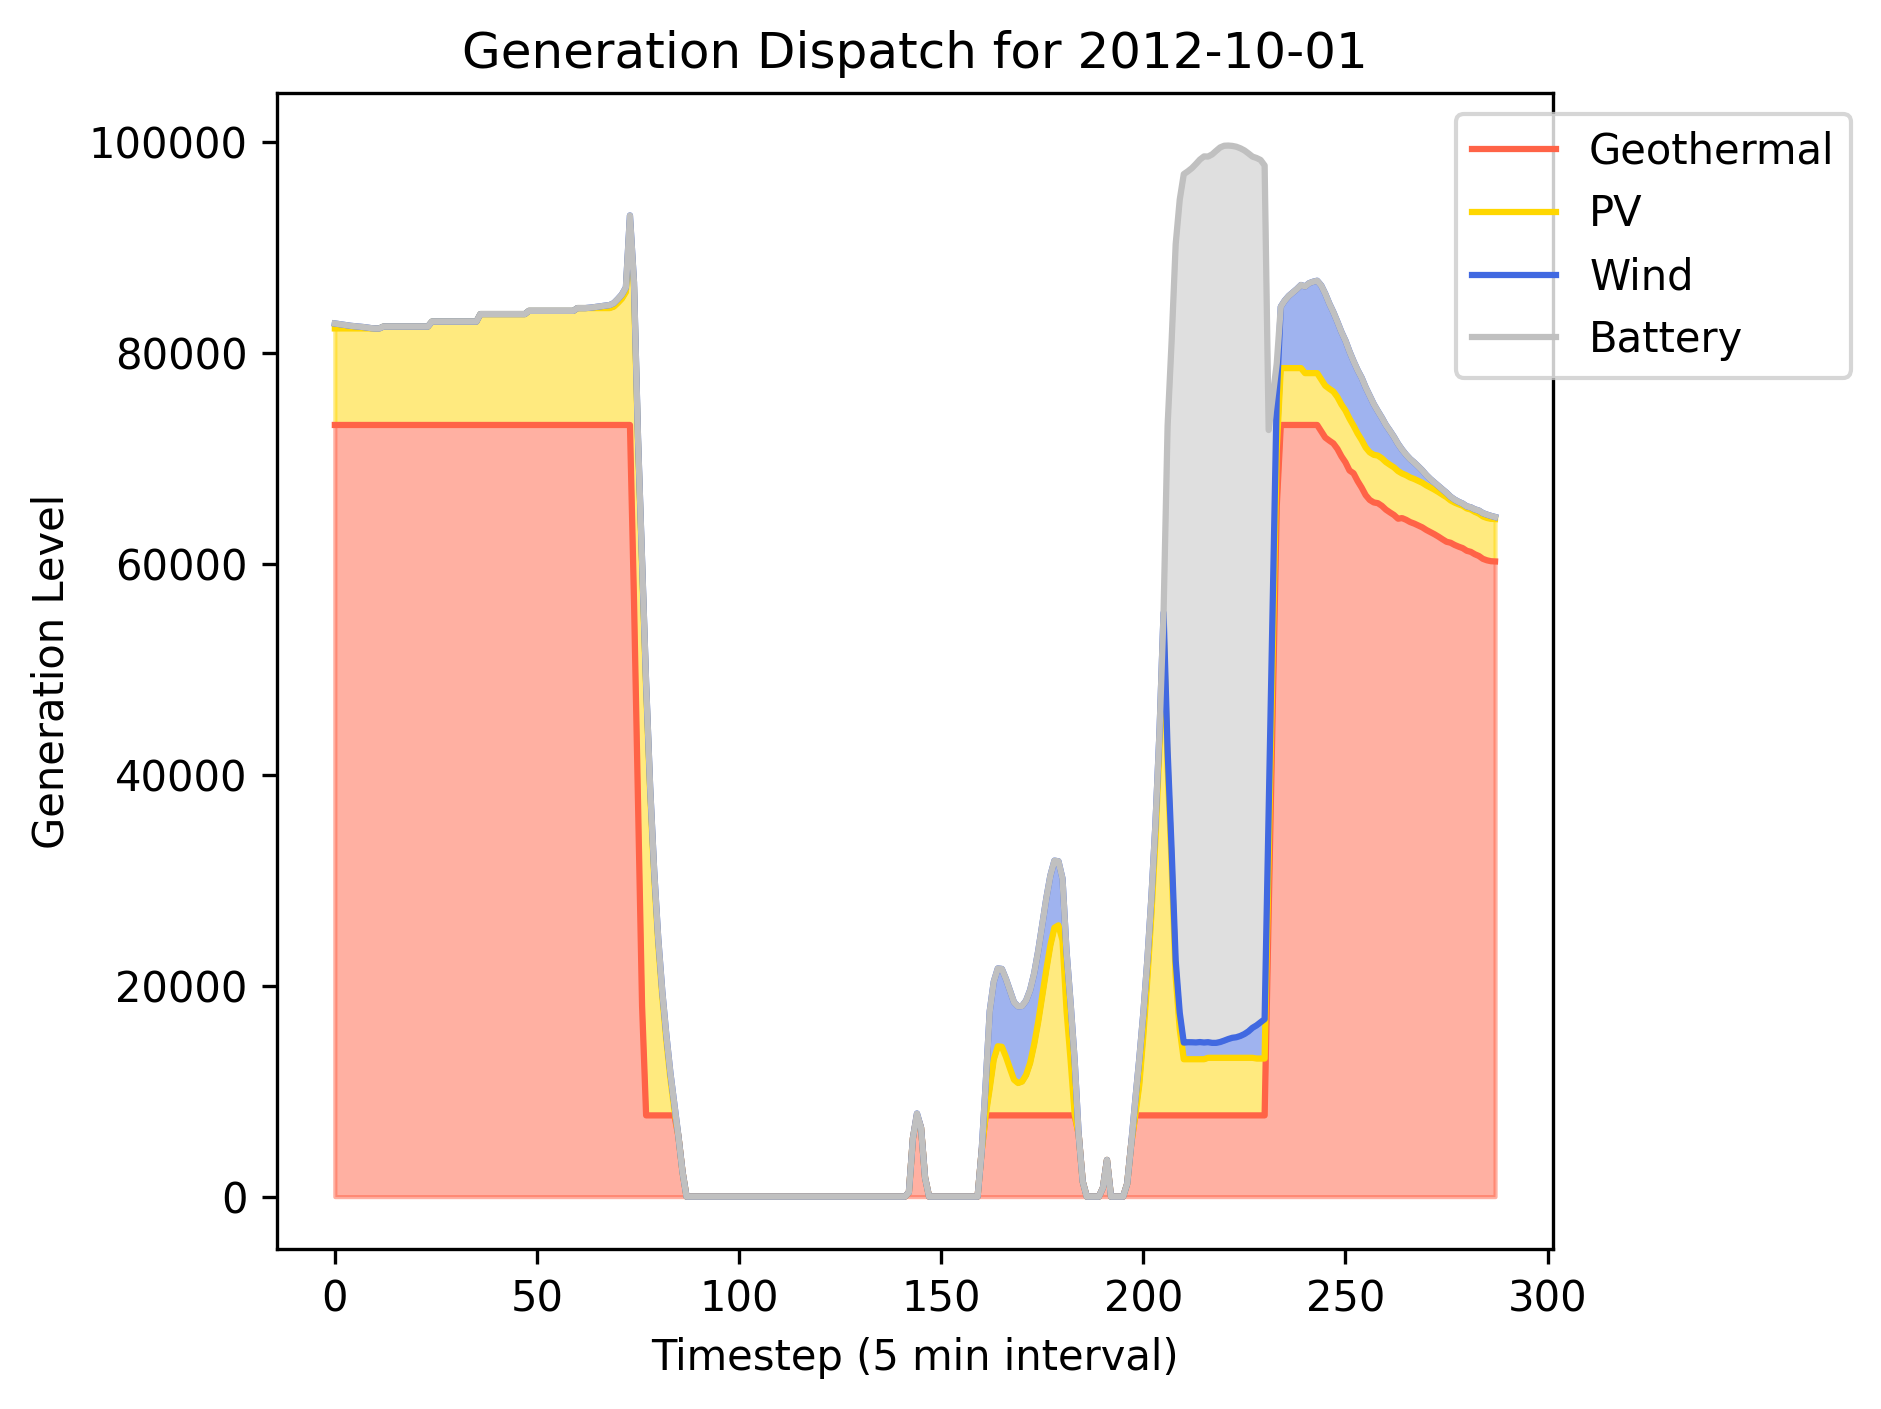 Generation Dispatch for 2012-10-01
Geothermal
PV
Wind
Battery
Generation Level
100000
80000
60000
40000
20000
0
0 50 100 150 200 250 300
Timestep (5 min interval)